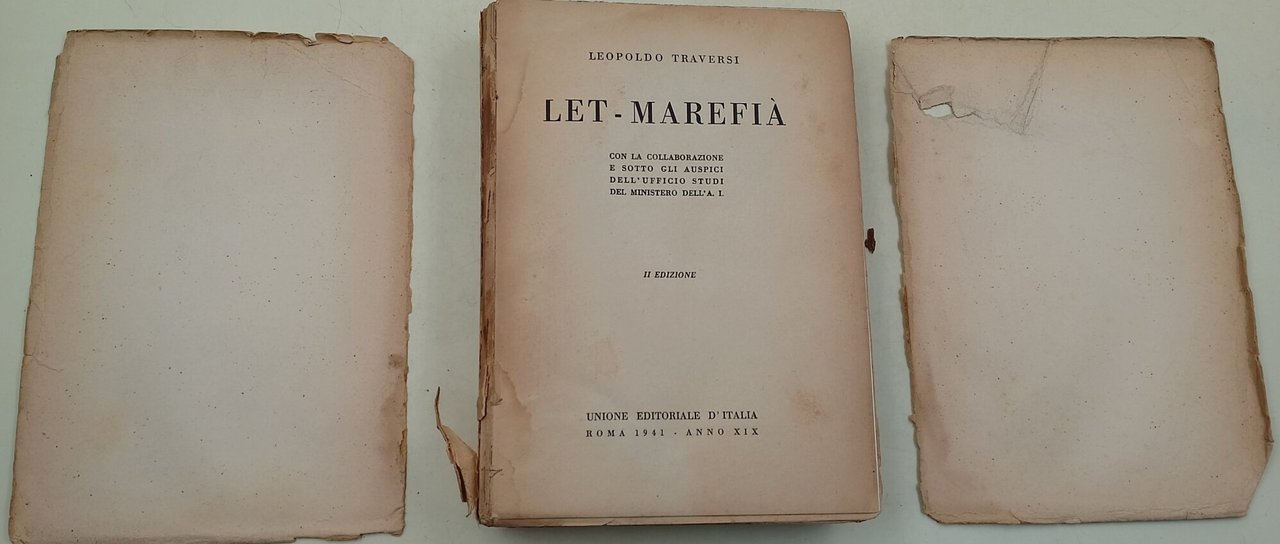 LEOPOLDO TRAVERSI
LET - MAREFIÀ
CON LA COLLABORAZIONE
E SOTTO GLI AUSPICI
DELL'UFFICIO STUDI
DEL MINISTERO DELL'A. I.
II EDIZIONE
UNIONE EDITORIALE D'ITALIA
ROMA 1941 - ANNO XIX